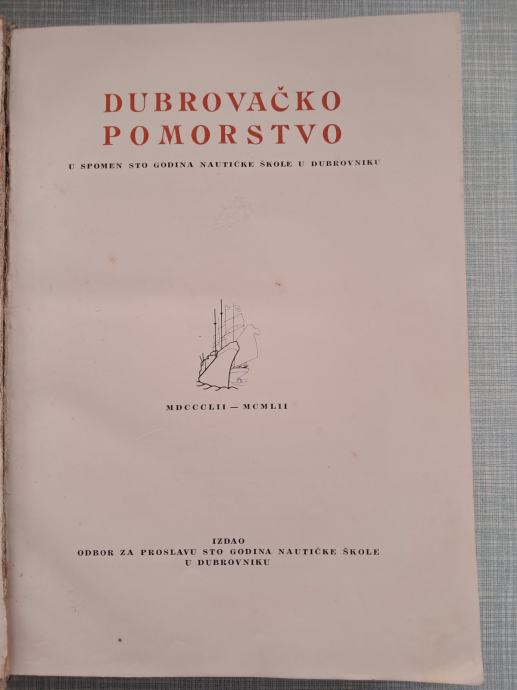 DUBROVAČKO
POMORSTVO
U SPOMEN STO GODINA NAUTIČKE ŠKOLE U DUBROVNIKU
MDCCCLII — MCMLII
IZDAO
ODBOR ZA PROSLAVU STO GODINA NAUTIČKE ŠKOLE
U DUBROVNIKU